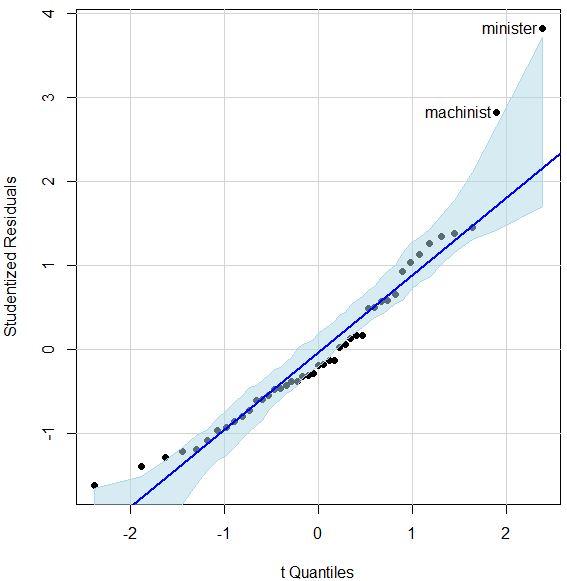 4
minister
3
machinist
2
1
0
-1
Studentized Residuals
-2 -1 0 1 2
t Quantiles